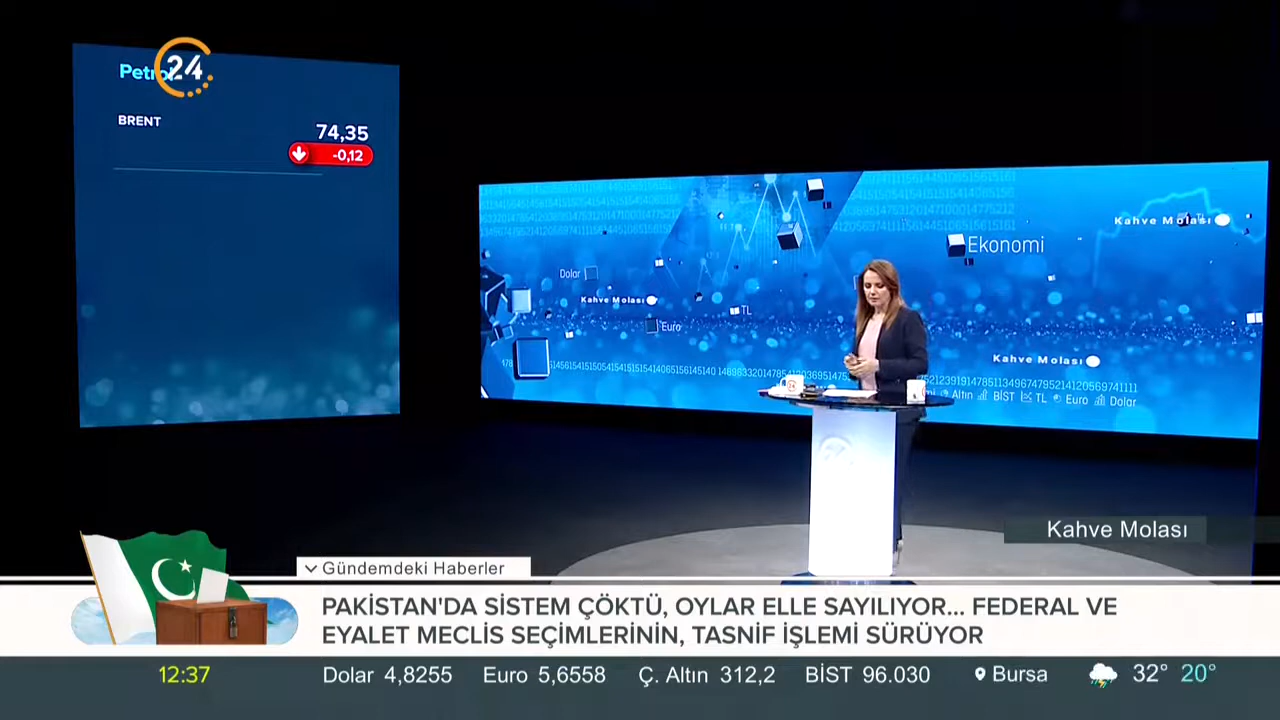 Petrol
24
BRENT
74,35
-0,12
Kahve Molası
Ekonomi
Dolar
Kahve Molası
TL
Euro
Kahve Molası
Altın BİST TL Euro Dolar
24
Kahve Molası
Gündemdeki Haberler
PAKİSTAN'DA SİSTEM ÇÖKTÜ, OYLAR ELLE SAYILIYOR... FEDERAL VE
EYALET MECLİS SEÇİMLERİNİN, TASNİF İŞLEMİ SÜRÜYOR
12:37 Dolar 4,8255 Euro 5,6558 Ç. Altın 312,2 BİST 96.030 Bursa 32° 20°